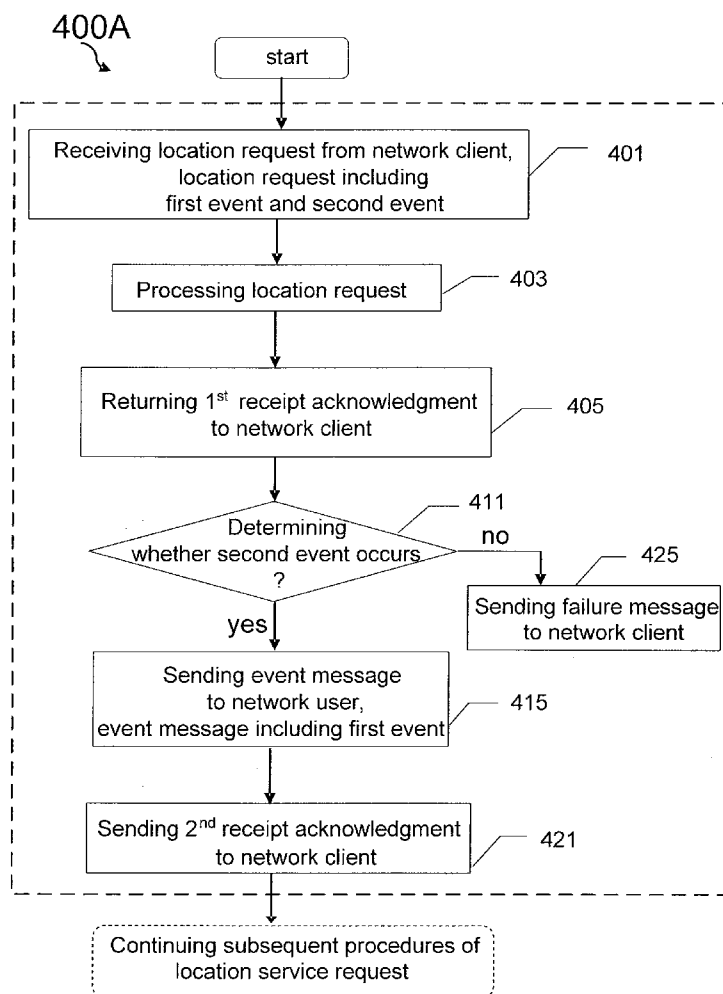 400A
start
Receiving location request from network client,
location request including
first event and second event
401
Processing location request
403
Returning 1st receipt acknowledgment
to network client
405
Determining
whether second event occurs
?
411
no
425
Sending failure message
to network client
yes
Sending event message
to network user,
event message including first event
415
Sending 2nd receipt acknowledgment
to network client
421
Continuing subsequent procedures of
location service request